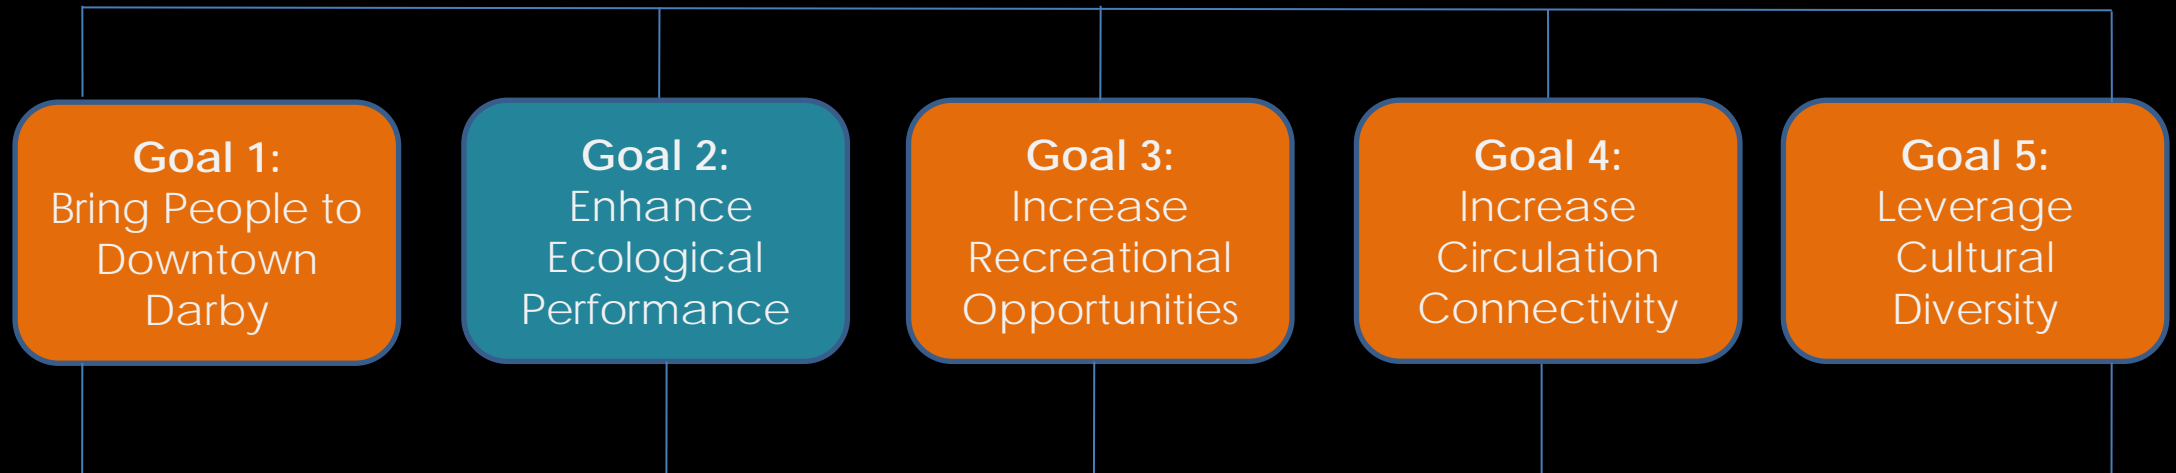 Goal 1:
Bring People to
Downtown
Darby
Goal 2:
Enhance
Ecological
Performance
Goal 3:
Increase
Recreational
Opportunities
Goal 4:
Increase
Circulation
Connectivity
Goal 5:
Leverage
Cultural
Diversity